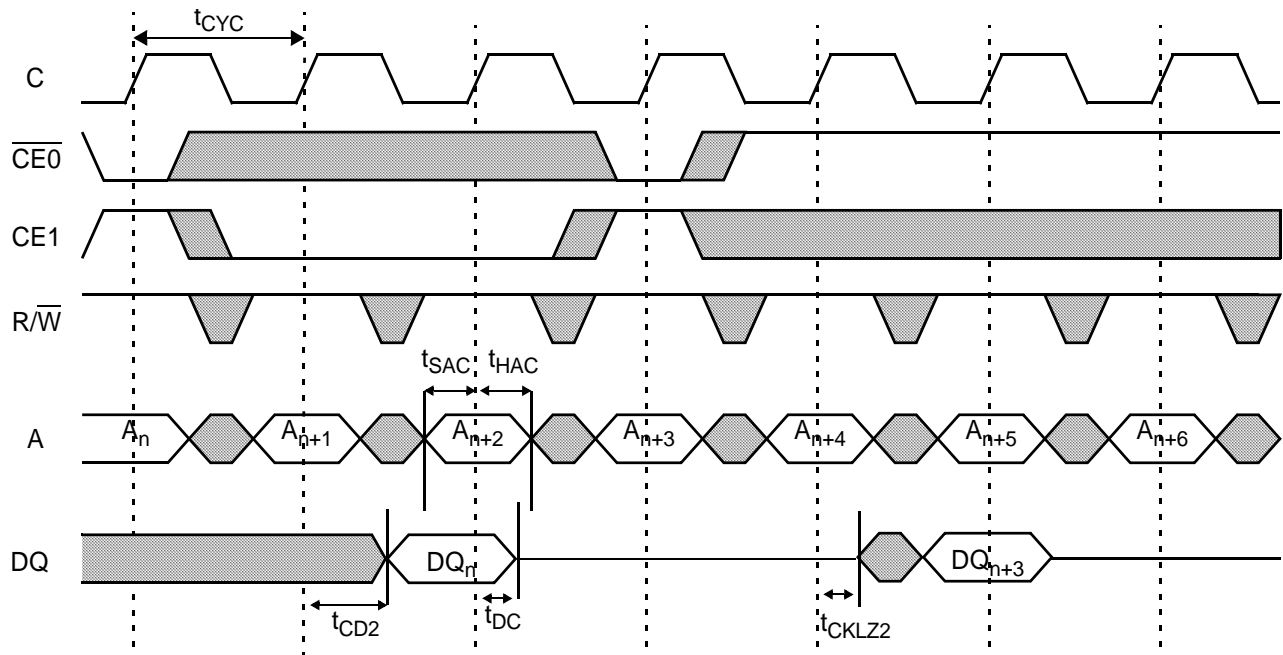 tCYC
C
CE0
CE1
R/W
tSAC tHAC
A An An+1 An+2 An+3 An+4 An+5 An+6
DQ DQn DQn+3
tCD2 tDC tCKLZ2